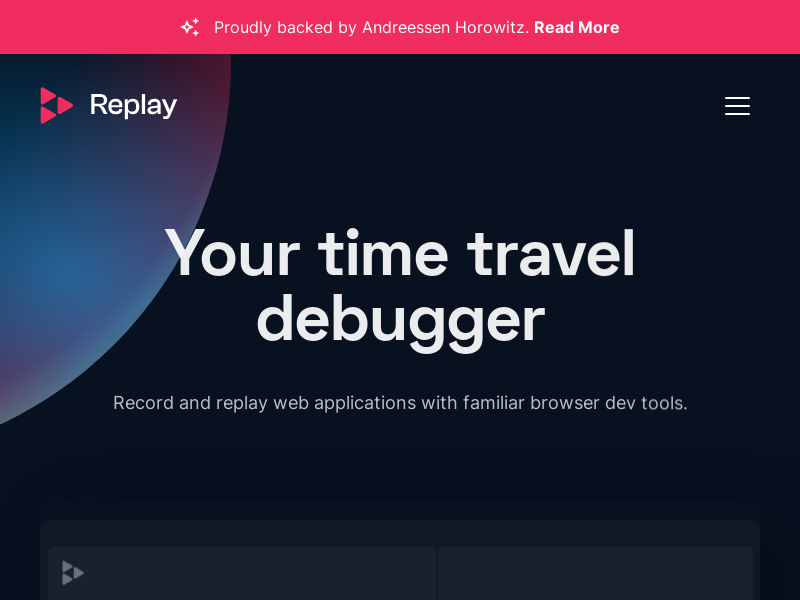 Proudly backed by Andreessen Horowitz. Read More
Replay
Your time travel
debugger
Record and replay web applications with familiar browser dev tools.